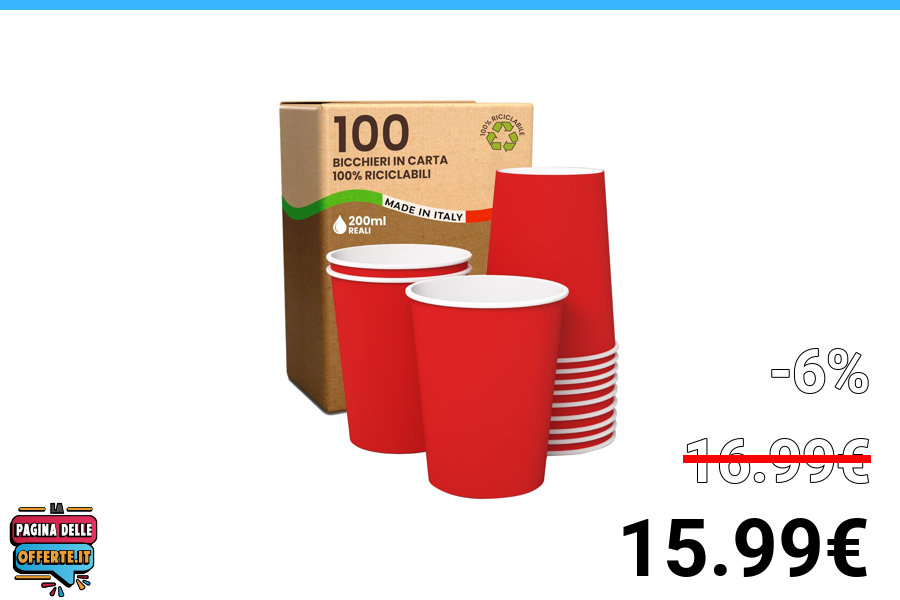 100
BICCHIERI IN CARTA
100% RICICLABILI
100% RICICLABILE
MADE IN ITALY
200ml
REALI
-6%
16.99€
15.99€
LA
PAGINA DELLE
OFFERTE.IT